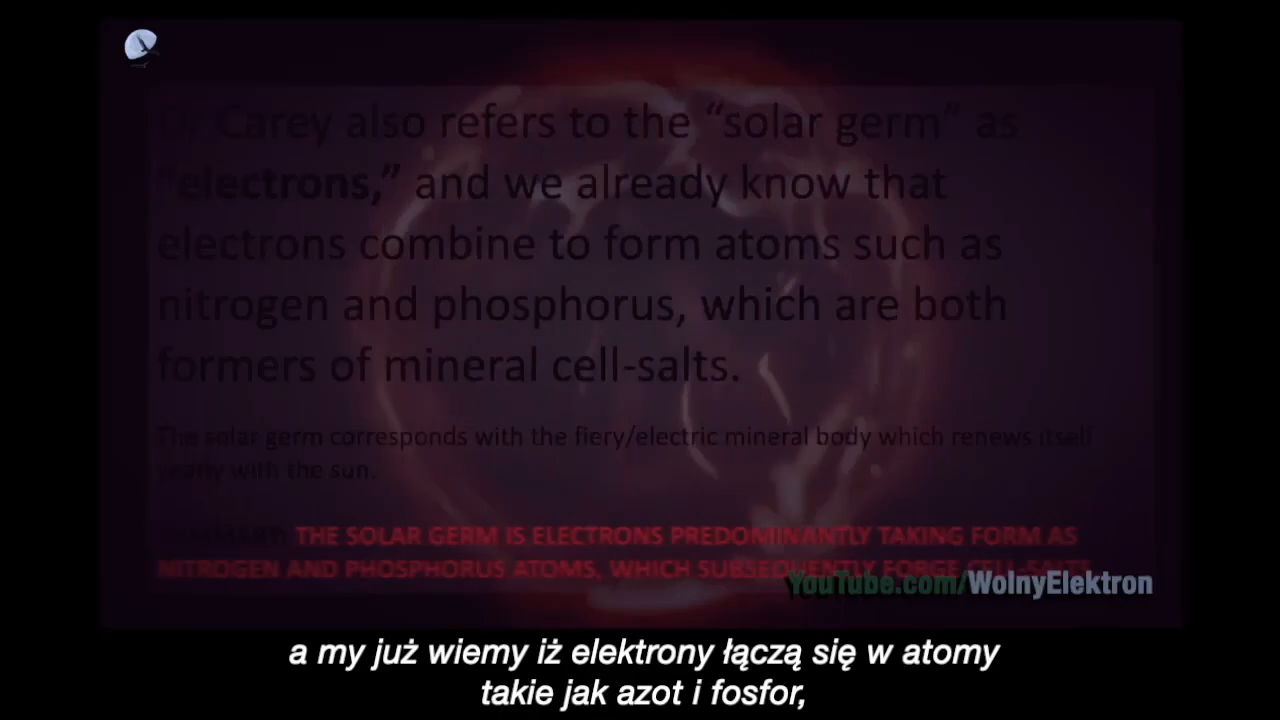 Dr Carey also refers to the “solar germ” as
“electrons,” and we already know that
electrons combine to form atoms such as
nitrogen and phosphorus, which are both
formers of mineral cell-salts.
The solar germ corresponds with the fiery/electric mineral body which renews itself
yearly with the sun.
THE SOLAR GERM IS ELECTRONS PREDOMINANTLY TAKING FORM AS
NITROGEN AND PHOSPHORUS ATOMS, WHICH SUBSEQUENTLY FORGE CELL-SALTS
YouTube.com/WolnyElektron
a my już wiemy iż elektrony łączą się w atomy
takie jak azot i fosfor,